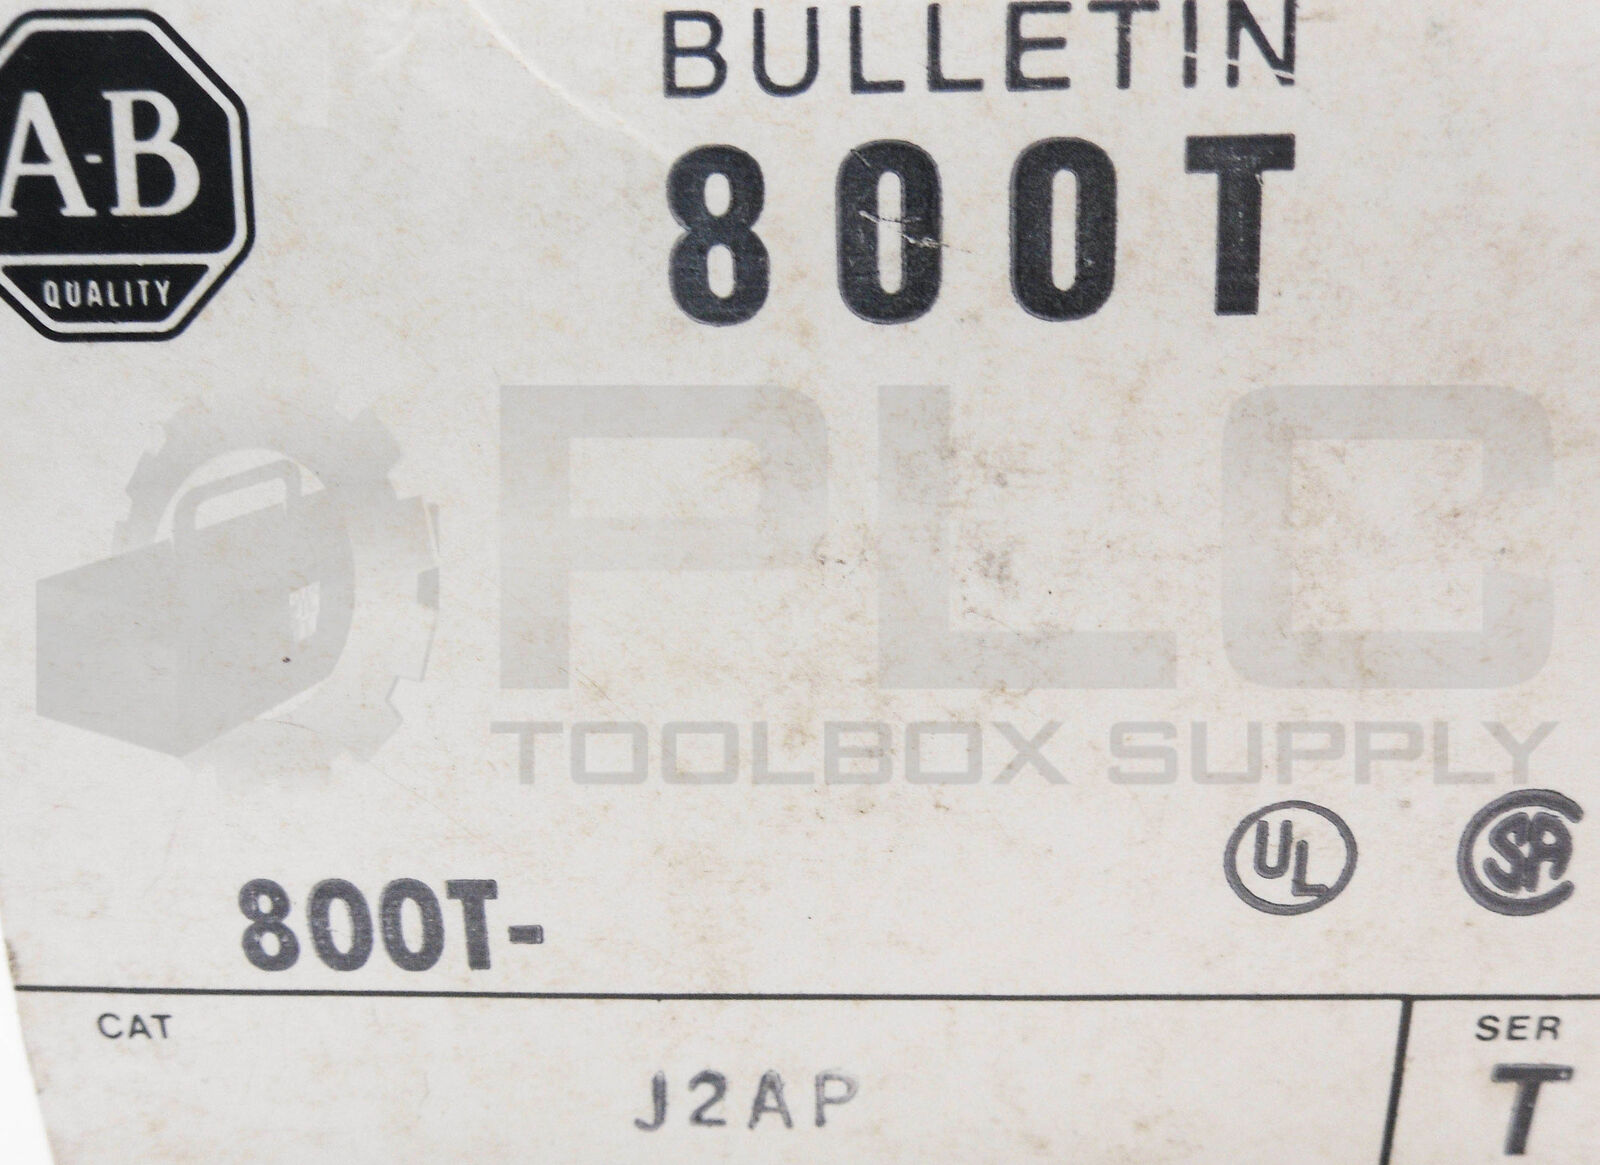 BULLETIN
A-B
QUALITY
800T
PLC
TOOLBOX SUPPLY
UL
SA
800T-
CAT
J2AP
SER
T